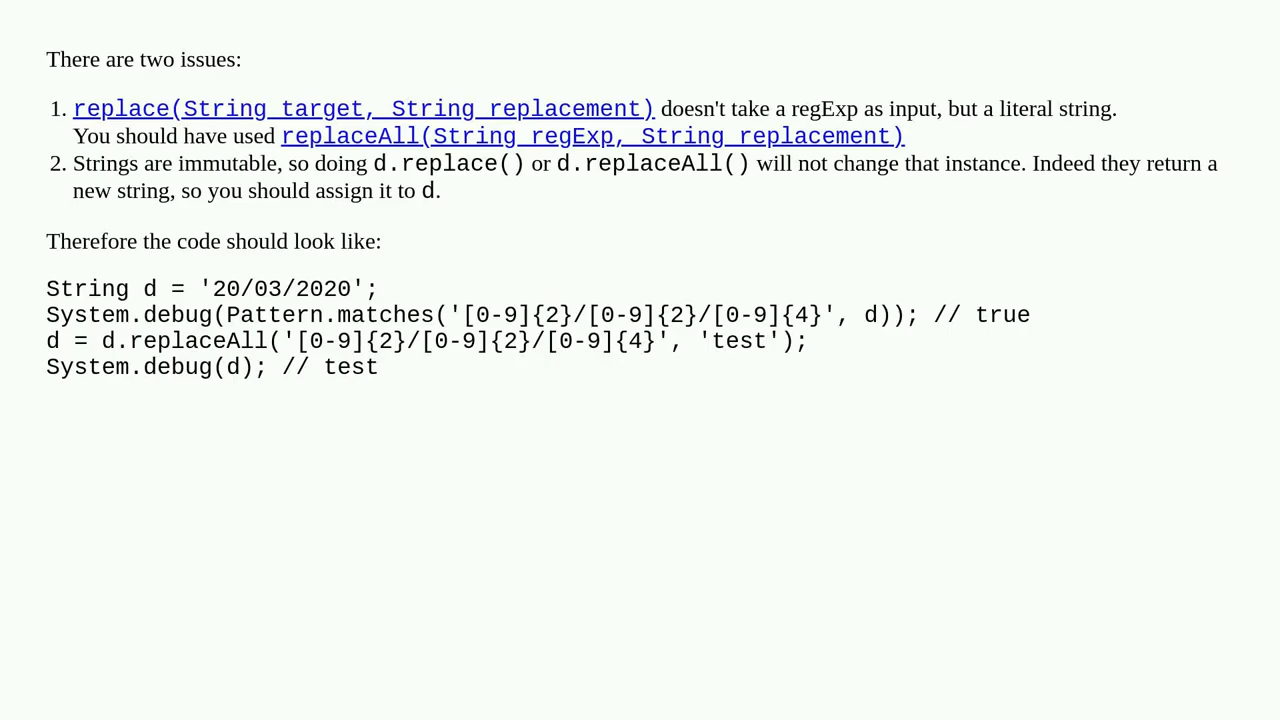 There are two issues:
1. replace(String target, String replacement) doesn't take a regExp as input, but a literal string.
You should have used replaceAll(String regExp, String replacement)
2. Strings are immutable, so doing d.replace() or d.replaceAll() will not change that instance. Indeed they return a
new string, so you should assign it to d.
Therefore the code should look like:
String d = '20/03/2020';
System.debug(Pattern.matches('[0-9]{2}/[0-9]{2}/[0-9]{4}', d)); // true
d = d.replaceAll('[0-9]{2}/[0-9]{2}/[0-9]{4}', 'test');
System.debug(d); // test